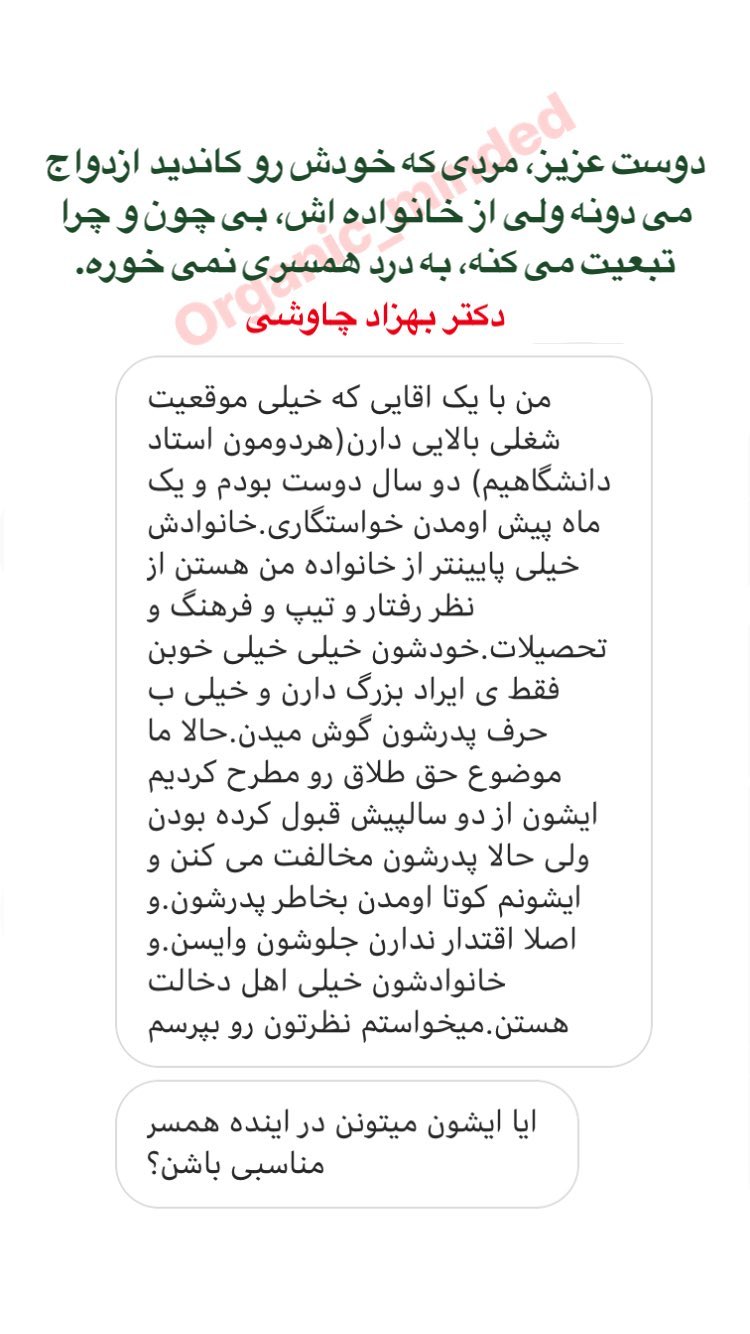 Organic_minded
دوست عزیز، مردی که خودش رو کاندید ازدواج
می دونه ولی از خانواده اش، بی چون و چرا
تبعیت می کنه، به درد همسری نمی خوره.
دکتر بهزاد چاوشی
من با یک اقایی که خیلی موقعیت
شغلی بالایی دارن(هردومون استاد
دانشگاهیم) دو سال دوست بودم و یک
ماه پیش اومدن خواستگاری.خانوادش
خیلی پایینتر از خانواده من هستن از
نظر رفتار و تیپ و فرهنگ و
تحصیلات.خودشون خیلی خیلی خوبن
فقط ی ایراد بزرگ دارن و خیلی ب
حرف پدرشون گوش میدن.حالا ما
موضوع حق طلاق رو مطرح کردیم
ایشون از دو سالپیش قبول کرده بودن
ولی حالا پدرشون مخالفت می کنن و
ایشونم کوتا اومدن بخاطر پدرشون.و
اصلا اقتدار ندارن جلوشون وایسن.و
خانوادشون خیلی اهل دخالت
هستن.میخواستم نظرتون رو بپرسم
ایا ایشون میتونن در اینده همسر
مناسبی باشن؟